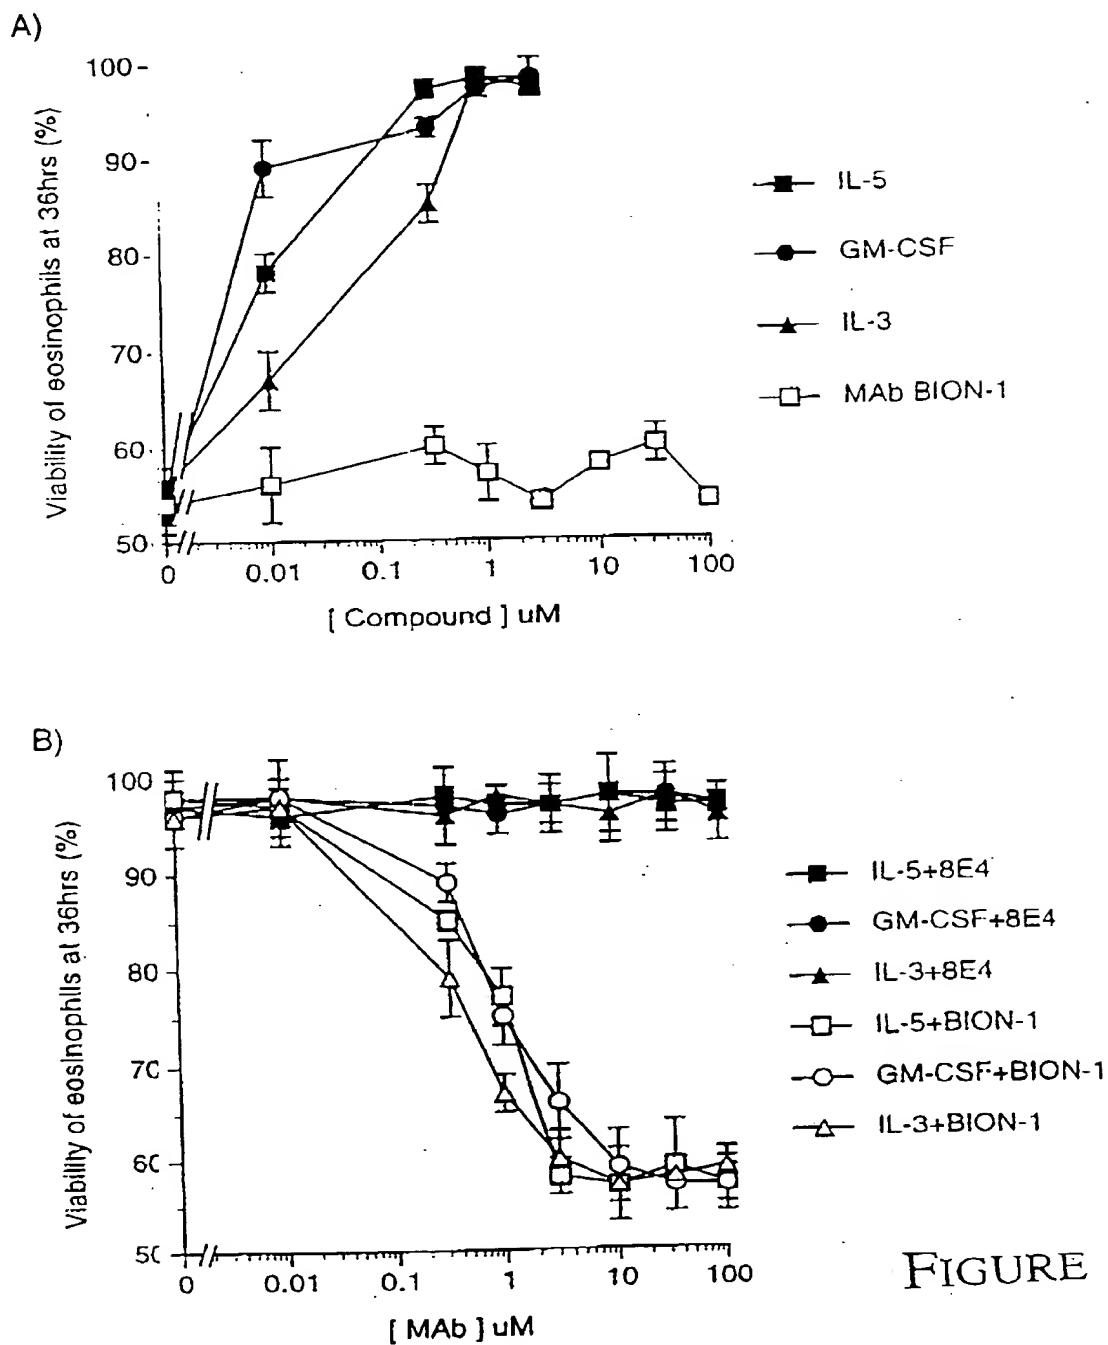 A)
Viability of eosinophils at 36hrs (%)
100
90
80
70
60
50
0 0.01 0.1 1 10 100
[ Compound ] uM
IL-5
GM-CSF
IL-3
MAb BION-1
B)
Viability of eosinophils at 36hrs (%)
100
90
80
70
60
50
0 0.01 0.1 1 10 100
[ MAb ] uM
IL-5+8E4
GM-CSF+8E4
IL-3+8E4
IL-5+BION-1
GM-CSF+BION-1
IL-3+BION-1
FIGURE